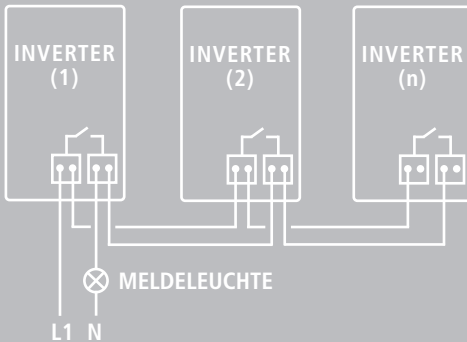 INVERTER
(1)
INVERTER
(2)
INVERTER
(n)
MELDELEUCHTE
L1 N